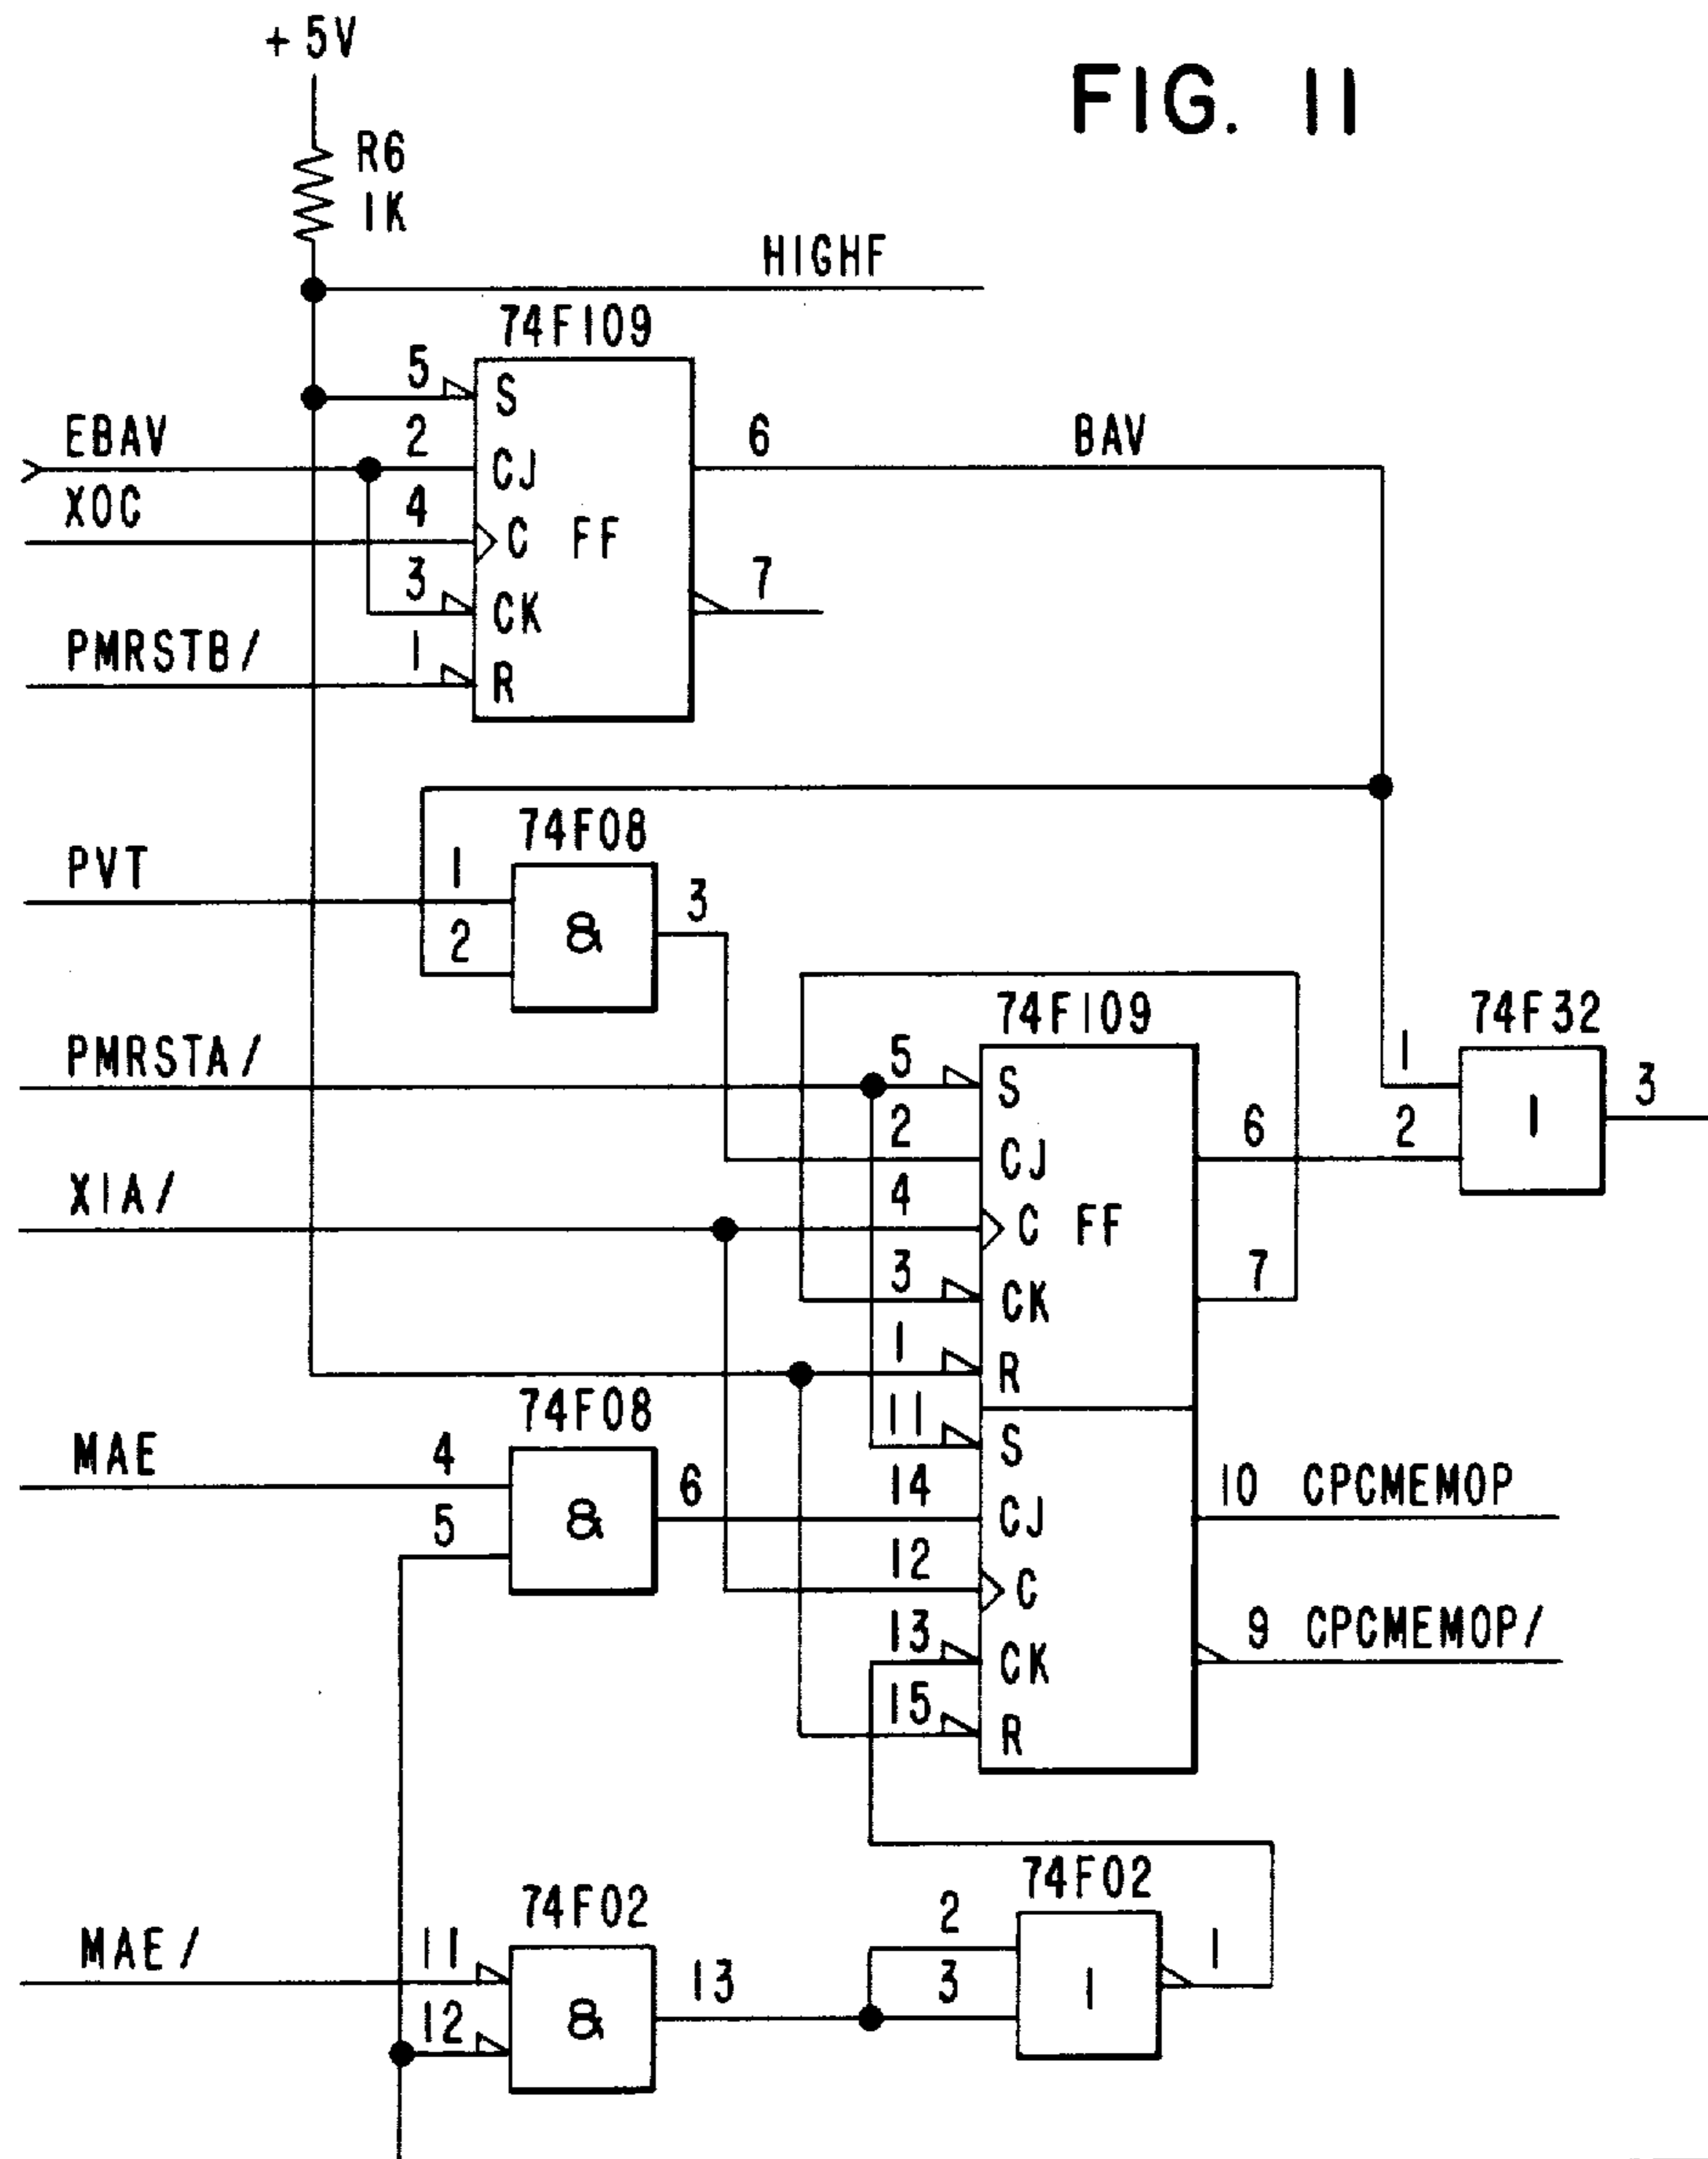 +5V
FIG. 11
R6
1K
HIGHF
74F109
5
S
EBAV
2
CJ
6
BAV
XOC
4
C
FF
3
CK
7
PMRSTB/
1
R
74F08
PVT
1
2
&
3
74F109
74F32
PMRSTA/
5
S
1
3
2
CJ
6
2
1
X1A/
4
C
FF
3
CK
7
1
R
74F08
11
S
MAE
4
5
&
6
14
CJ
10
CPCMEMOP
12
C
13
CK
9
CPCMEMOP/
15
R
74F02
74F02
MAE/
11
12
&
13
2
3
1
1